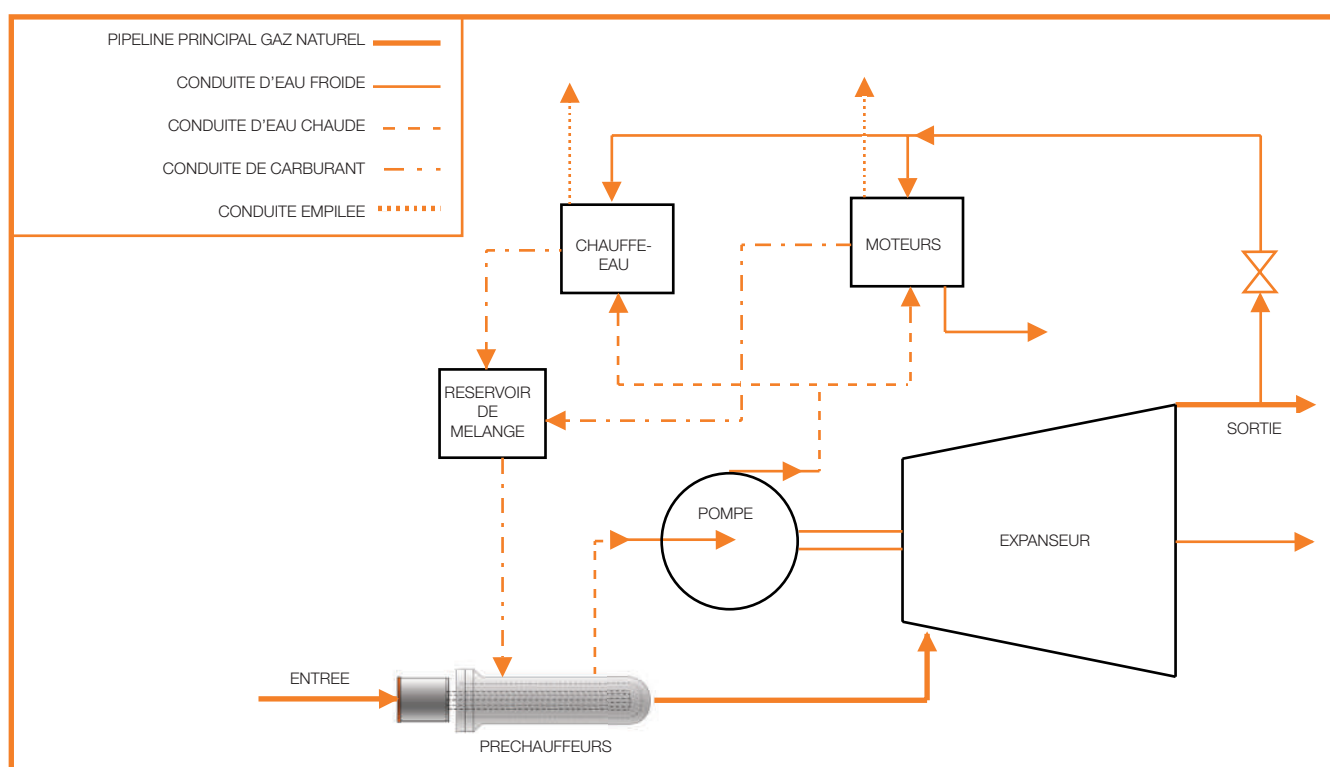 PIPELINE PRINCIPAL GAZ NATUREL
CONDUITE D'EAU FROIDE
CONDUITE D'EAU CHAUDE
CONDUITE DE CARBURANT
CONDUITE EMPILEE
CHAUFFE-
EAU
MOTEURS
RESERVOIR
DE
MELANGE
SORTIE
POMPE
EXPANSEUR
ENTREE
PRECHAUFFEURS